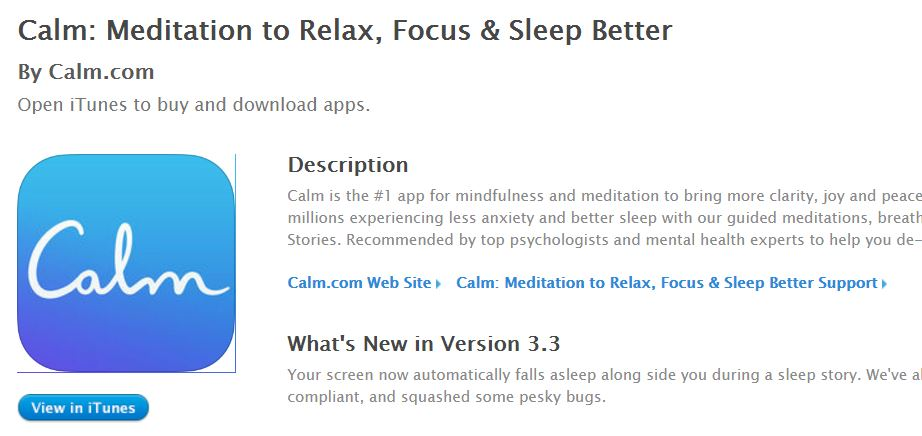 Calm: Meditation to Relax, Focus & Sleep Better
By Calm.com
Open iTunes to buy and download apps.
Calm
View in iTunes
Description
Calm is the #1 app for mindfulness and meditation to bring more clarity, joy and peace
millions experiencing less anxiety and better sleep with our guided meditations, breath
Stories. Recommended by top psychologists and mental health experts to help you de-
Calm.com Web Site Calm: Meditation to Relax, Focus & Sleep Better Support
What's New in Version 3.3
Your screen now automatically falls asleep along side you during a sleep story. We've al
compliant, and squashed some pesky bugs.